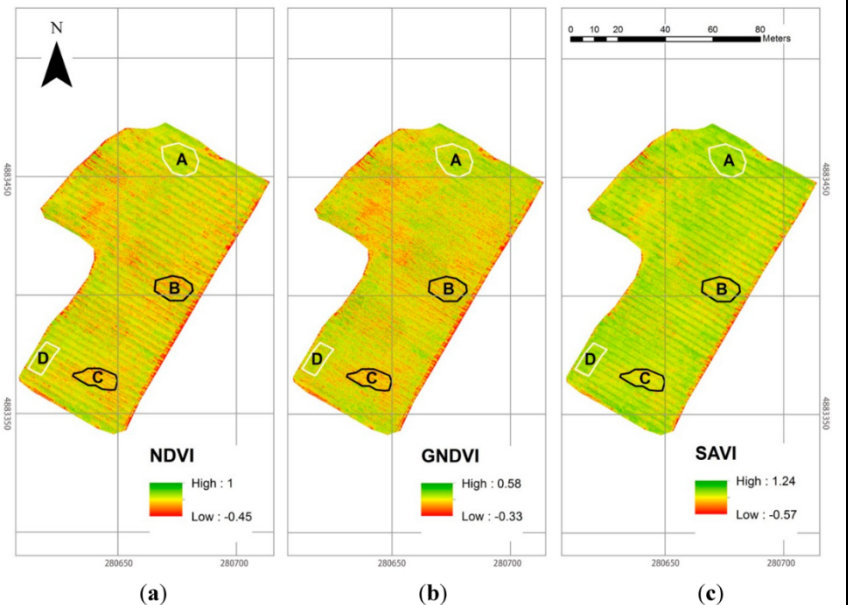 N
0 10 20 40 60 80
Meters
A
B
C
D
A
B
C
D
A
B
C
D
4883450
4883350
4883450
4883350
NDVI
High : 1
Low : -0.45
GNDVI
High : 0.58
Low : -0.33
SAVI
High : 1.24
Low : -0.57
280650 280700 280650 280700 280650 280700
(a) (b) (c)